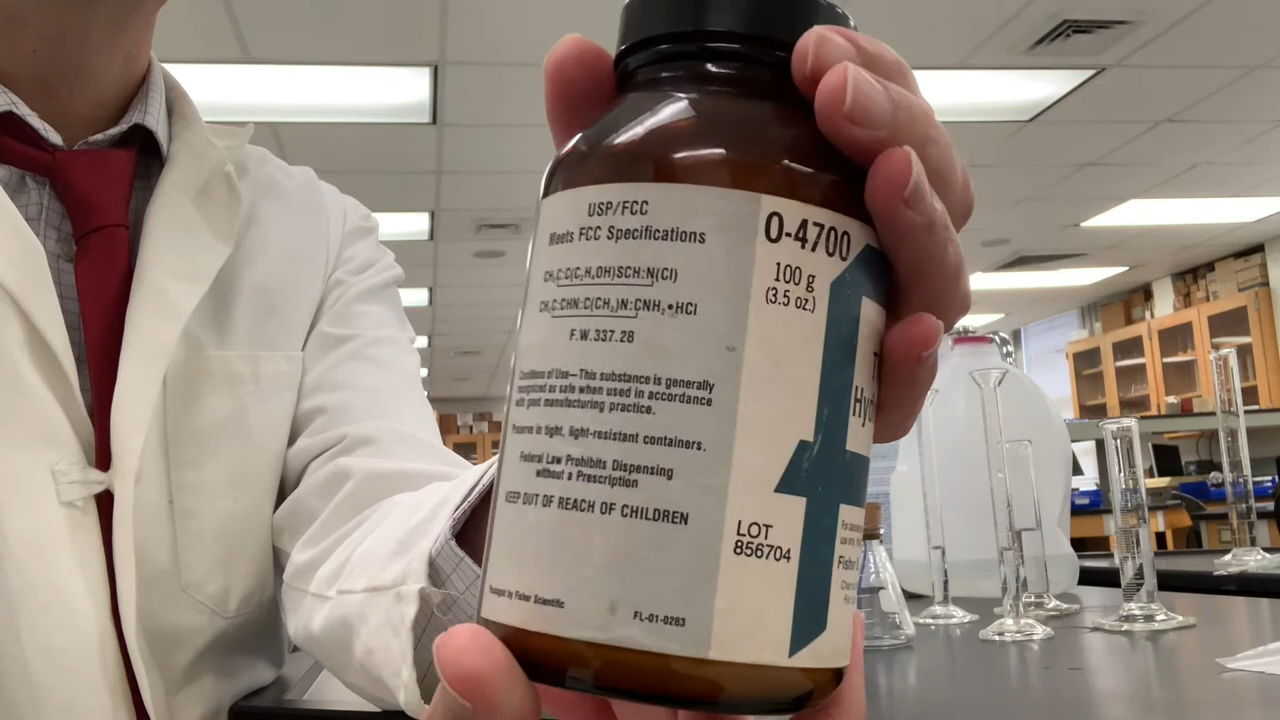 USP/FCC
Meets FCC Specifications
CH₃C:C(C₂H₄OH)SCH:N(Cl)
CH:C:CHN:C(CH₃)N:CNH₂•HCl
F.W.337.28
Conditions of Use—This substance is generally
recognized as safe when used in accordance
with good manufacturing practice.
Preserve in tight, light-resistant containers.
Federal Law Prohibits Dispensing
without a Prescription
KEEP OUT OF REACH OF CHILDREN
Packaged by Fisher Scientific
FL-01-0283
O-4700
100 g
(3.5 oz.)
LOT
856704
f